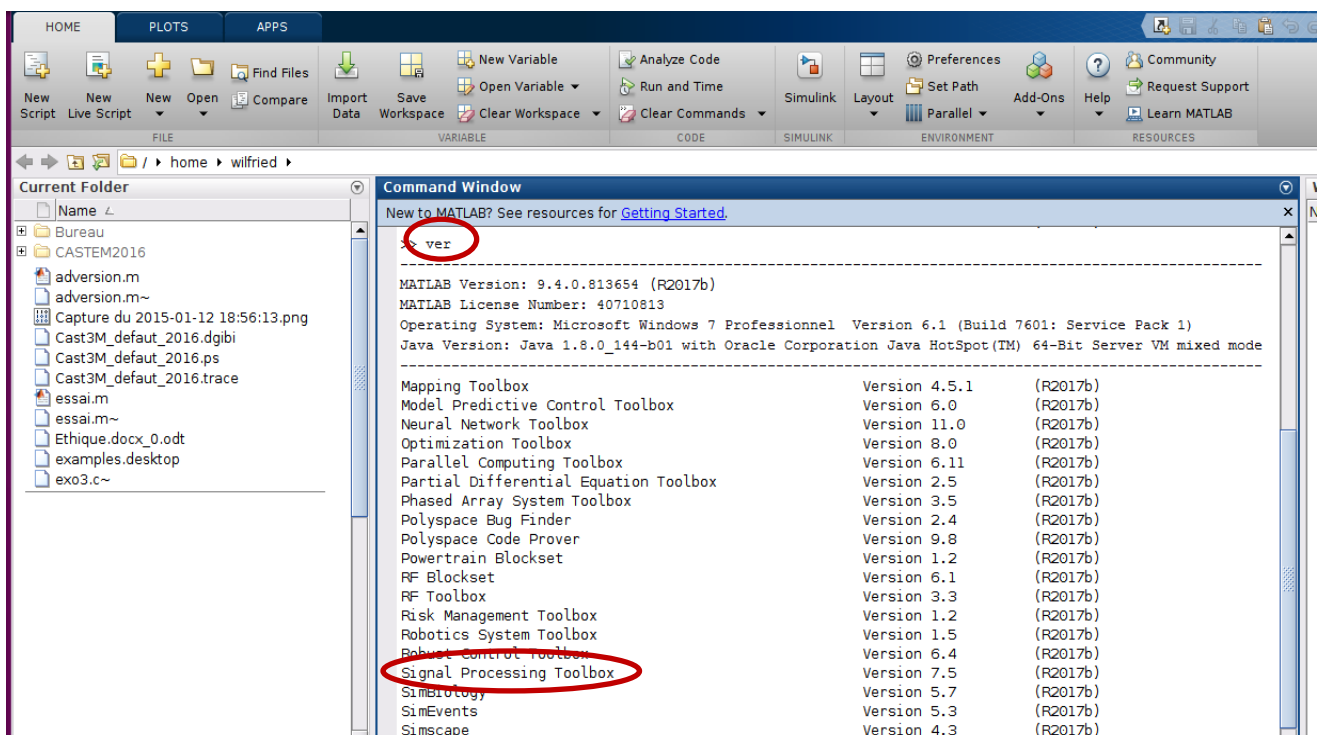 HOME PLOTS APPS
New Script
New Live Script
New
Open
Find Files
Compare
FILE
Import Data
Save Workspace
New Variable
Open Variable
Clear Workspace
VARIABLE
Analyze Code
Run and Time
Clear Commands
CODE
Simulink
SIMULINK
Layout
Preferences
Set Path
Parallel
Add-Ons
ENVIRONMENT
Help
Community
Request Support
Learn MATLAB
RESOURCES
/ home wilfried
Current Folder
Name
Bureau
CASTEM2016
adversion.m
adversion.m~
Capture du 2015-01-12 18:56:13.png
Cast3M_defaut_2016.dgibi
Cast3M_defaut_2016.ps
Cast3M_defaut_2016.trace
essai.m
essai.m~
Ethique.docx_0.odt
examples.desktop
exo3.c~
Command Window
New to MATLAB? See resources for Getting Started.
>> ver
-----------------------------------------------------------------
MATLAB Version: 9.4.0.813654 (R2017b)
MATLAB License Number: 40710813
Operating System: Microsoft Windows 7 Professionnel Version 6.1 (Build 7601: Service Pack 1)
Java Version: Java 1.8.0_144-b01 with Oracle Corporation Java HotSpot(TM) 64-Bit Server VM mixed mode
-----------------------------------------------------------------
Mapping Toolbox Version 4.5.1 (R2017b)
Model Predictive Control Toolbox Version 6.0 (R2017b)
Neural Network Toolbox Version 11.0 (R2017b)
Optimization Toolbox Version 8.0 (R2017b)
Parallel Computing Toolbox Version 6.11 (R2017b)
Partial Differential Equation Toolbox Version 2.5 (R2017b)
Phased Array System Toolbox Version 3.5 (R2017b)
Polyspace Bug Finder Version 2.4 (R2017b)
Polyspace Code Prover Version 9.8 (R2017b)
Powertrain Blockset Version 1.2 (R2017b)
RF Blockset Version 6.1 (R2017b)
RF Toolbox Version 3.3 (R2017b)
Risk Management Toolbox Version 1.2 (R2017b)
Robotics System Toolbox Version 1.5 (R2017b)
Robust Control Toolbox Version 6.4 (R2017b)
Signal Processing Toolbox Version 7.5 (R2017b)
SimBiology Version 5.7 (R2017b)
SimEvents Version 5.3 (R2017b)
Simscape Version 4.3 (R2017b)